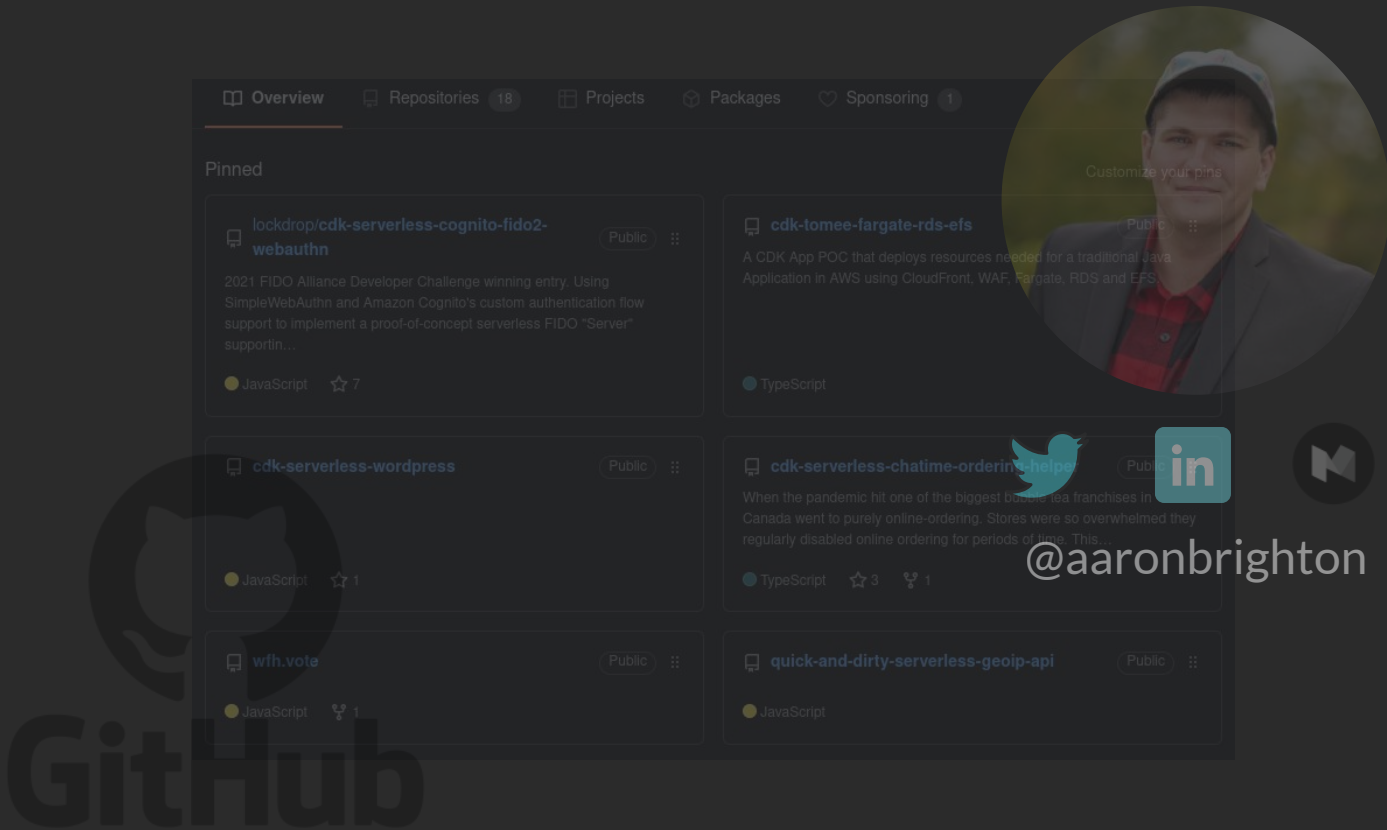 Overview Repositories 18 Projects Packages Sponsoring 1
Pinned
Customize your pins
lockdrop/cdk-serverless-cognito-fido2-
webauthn
Public
2021 FIDO Alliance Developer Challenge winning entry. Using
SimpleWebAuthn and Amazon Cognito's custom authentication flow
support to implement a proof-of-concept serverless FIDO "Server"
supportin…
JavaScript 7
cdk-tomee-fargate-rds-efs
Public
A CDK App POC that deploys resources needed for a traditional Java
Application in AWS using CloudFront, WAF, Fargate, RDS and EFS.
TypeScript
cdk-serverless-wordpress
Public
JavaScript 1
cdk-serverless-chatime-ordering-helper
Public
When the pandemic hit one of the biggest bubble tea franchises in
Canada went to purely online-ordering. Stores were so overwhelmed they
regularly disabled online ordering for periods of time. This…
TypeScript 3 1
wfh.vote
Public
JavaScript 1
quick-and-dirty-serverless-geoip-api
Public
JavaScript
in
@aaronbrighton
GitHub